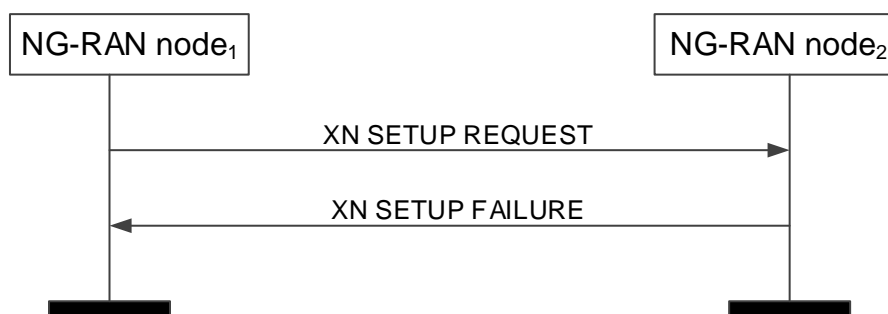 NG-RAN node₁
NG-RAN node₂
XN SETUP REQUEST
XN SETUP FAILURE